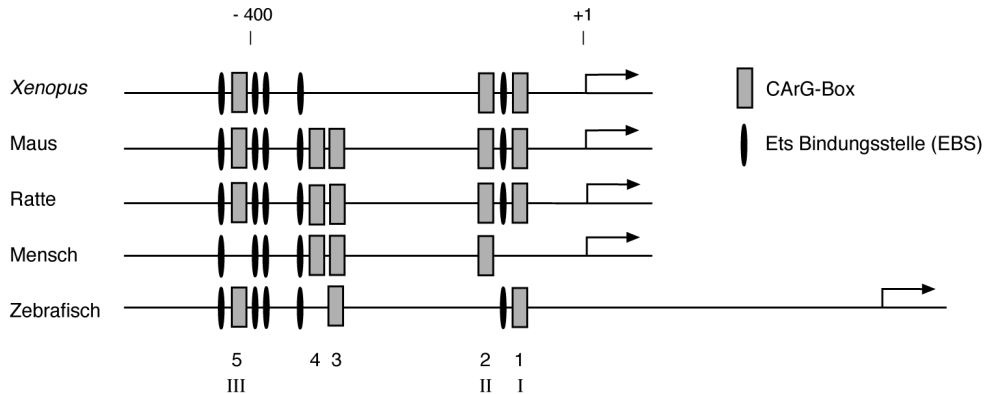 - 400 +1
Xenopus
CArG-Box
Maus
Ets Bindungsstelle (EBS)
Ratte
Mensch
Zebrafisch
5 4 3 2 1
III II I